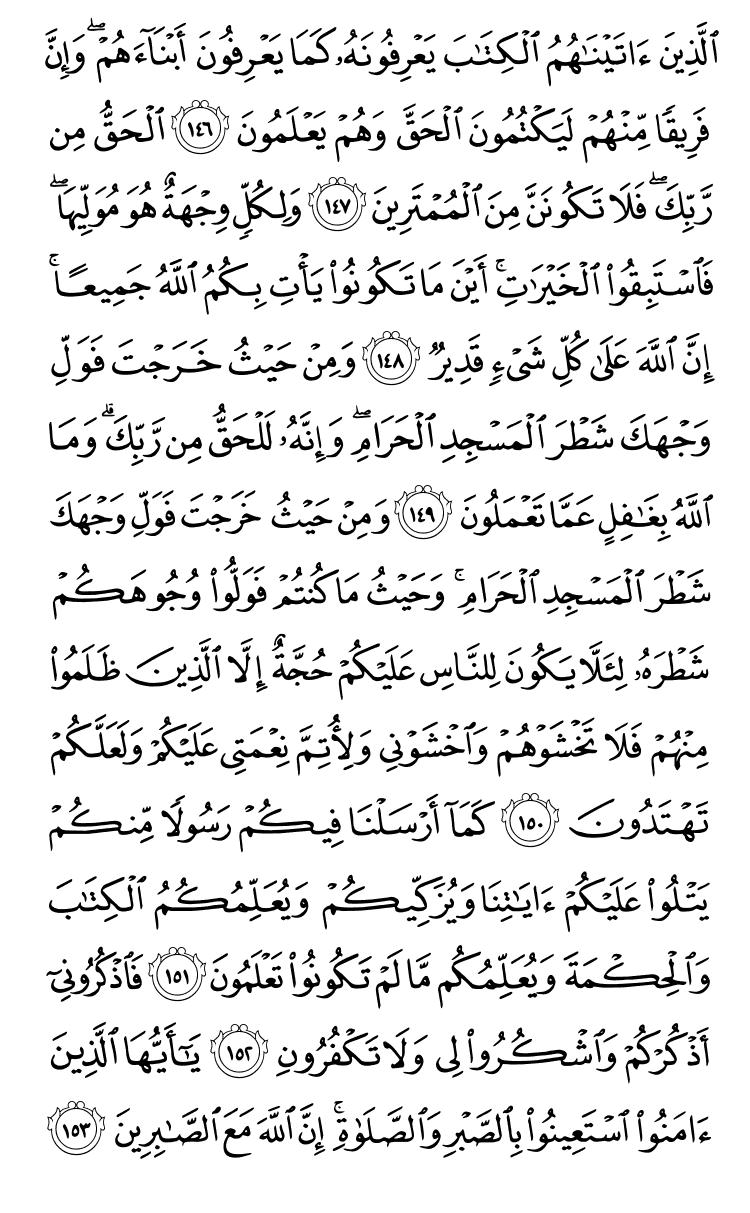 ٱلَّذِينَ ءَاتَيۡنَٰهُمُ ٱلۡكِتَٰبَ يَعۡرِفُونَهُۥ كَمَا يَعۡرِفُونَ أَبۡنَآءَهُمۡۖ وَإِنَّ
فَرِيقٗا مِّنۡهُمۡ لَيَكۡتُمُونَ ٱلۡحَقَّ وَهُمۡ يَعۡلَمُونَ ١٤٦ ٱلۡحَقُّ مِن
رَّبِّكَۖ فَلَا تَكُونَنَّ مِنَ ٱلۡمُمۡتَرِينَ ١٤٧ وَلِكُلّٖ وِجۡهَةٌ هُوَ مُوَلِّيهَاۖ
فَٱسۡتَبِقُواْ ٱلۡخَيۡرَٰتِۚ أَيۡنَ مَا تَكُونُواْ يَأۡتِ بِكُمُ ٱللَّهُ جَمِيعًاۚ
إِنَّ ٱللَّهَ عَلَىٰ كُلِّ شَيۡءٖ قَدِيرٞ ١٤٨ وَمِنۡ حَيۡثُ خَرَجۡتَ فَوَلِّ
وَجۡهَكَ شَطۡرَ ٱلۡمَسۡجِدِ ٱلۡحَرَامِۖ وَإِنَّهُۥ لَلۡحَقُّ مِن رَّبِّكَۗ وَمَا
ٱللَّهُ بِغَٰفِلٍ عَمَّا تَعۡمَلُونَ ١٤٩ وَمِنۡ حَيۡثُ خَرَجۡتَ فَوَلِّ وَجۡهَكَ
شَطۡرَ ٱلۡمَسۡجِدِ ٱلۡحَرَامِۚ وَحَيۡثُ مَا كُنتُمۡ فَوَلُّواْ وُجُوهَكُمۡ
شَطۡرَهُۥ لِئَلَّا يَكُونَ لِلنَّاسِ عَلَيۡكُمۡ حُجَّةٌ إِلَّا ٱلَّذِينَ ظَلَمُواْ
مِنۡهُمۡ فَلَا تَخۡشَوۡهُمۡ وَٱخۡشَوۡنِي وَلِأُتِمَّ نِعۡمَتِي عَلَيۡكُمۡ وَلَعَلَّكُمۡ
تَهۡتَدُونَ ١٥٠ كَمَآ أَرۡسَلۡنَا فِيكُمۡ رَسُولٗا مِّنكُمۡ
يَتۡلُواْ عَلَيۡكُمۡ ءَايَٰتِنَا وَيُزَكِّيكُمۡ وَيُعَلِّمُكُمُ ٱلۡكِتَٰبَ
وَٱلۡحِكۡمَةَ وَيُعَلِّمُكُم مَّا لَمۡ تَكُونُواْ تَعۡلَمُونَ ١٥١ فَٱذۡكُرُونِيٓ
أَذۡكُرۡكُمۡ وَٱشۡكُرُواْ لِي وَلَا تَكۡفُرُونِ ١٥٢ يَٰٓأَيُّهَا ٱلَّذِينَ
ءَامَنُواْ ٱسۡتَعِينُواْ بِٱلصَّبۡرِ وَٱلصَّلَوٰةِۚ إِنَّ ٱللَّهَ مَعَ ٱلصَّٰبِرِينَ ١٥٣